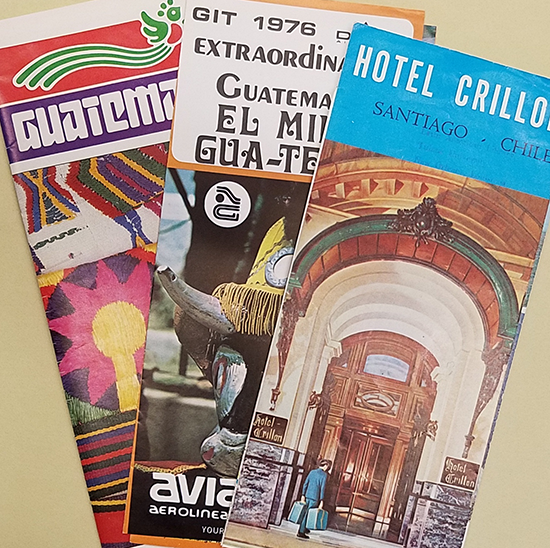 GUATEMA
GIT 1976 D
EXTRAORdINA
GUATEMA
EL MI
GUA-TE
avia
AEROLINEA
YOUR
HOTEL CRILLO
SANTIAGO - CHILE
Hotel
Crillon
Hotel
Crillon